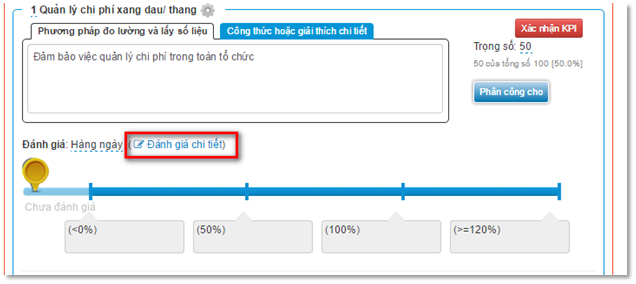 1 Quản lý chi phí xang dau/ thang
Xác nhận KPI
Phương pháp đo lường và lấy số liệu
Công thức hoặc giải thích chi tiết
Trọng số: 50
Đảm bảo việc quản lý chi phí trong toán tổ chức
50 của tổng số 100 [50.0%]
Phân công cho
Đánh giá: Hàng ngày (Đánh giá chi tiết)
Chưa đánh giá
(<0%)
(50%)
(100%)
(>=120%)